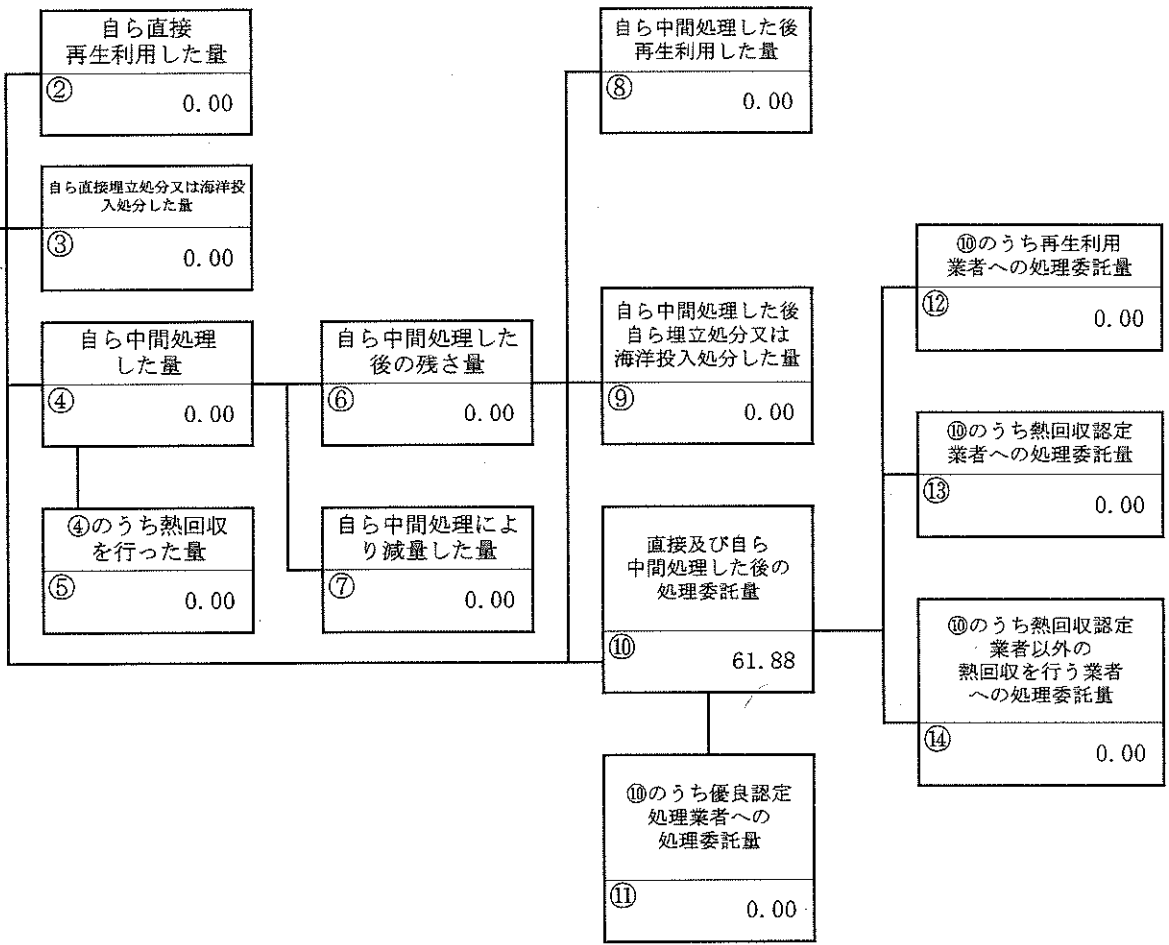 自ら直接
再生利用した量
②
0.00
自ら直接埋立処分又は海洋投
入処分した量
③
0.00
自ら中間処理
した量
④
0.00
④のうち熱回収
を行った量
⑤
0.00
自ら中間処理した
後の残さ量
⑥
0.00
自ら中間処理によ
り減量した量
⑦
0.00
自ら中間処理した後
再生利用した量
⑧
0.00
自ら中間処理した後
自ら埋立処分又は
海洋投入処分した量
⑨
0.00
直接及び自ら
中間処理した後の
処理委託量
⑩
61.88
⑩のうち優良認定
処理業者への
処理委託量
⑪
0.00
⑩のうち再生利用
業者への処理委託量
⑫
0.00
⑩のうち熱回収認定
業者への処理委託量
⑬
0.00
⑩のうち熱回収認定
業者以外の
熱回収を行う業者
への処理委託量
⑭
0.00